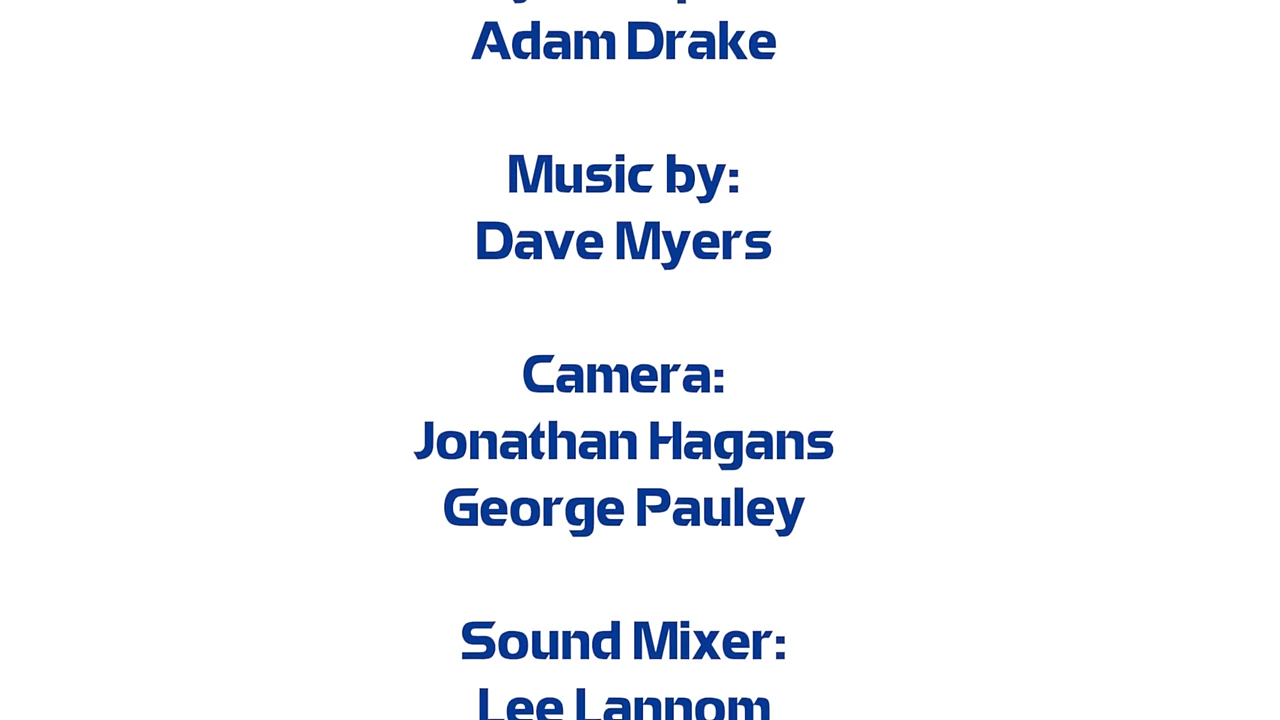 Adam Drake
Music by:
Dave Myers
Camera:
Jonathan Hagans
George Pauley
Sound Mixer:
Lee Lannom